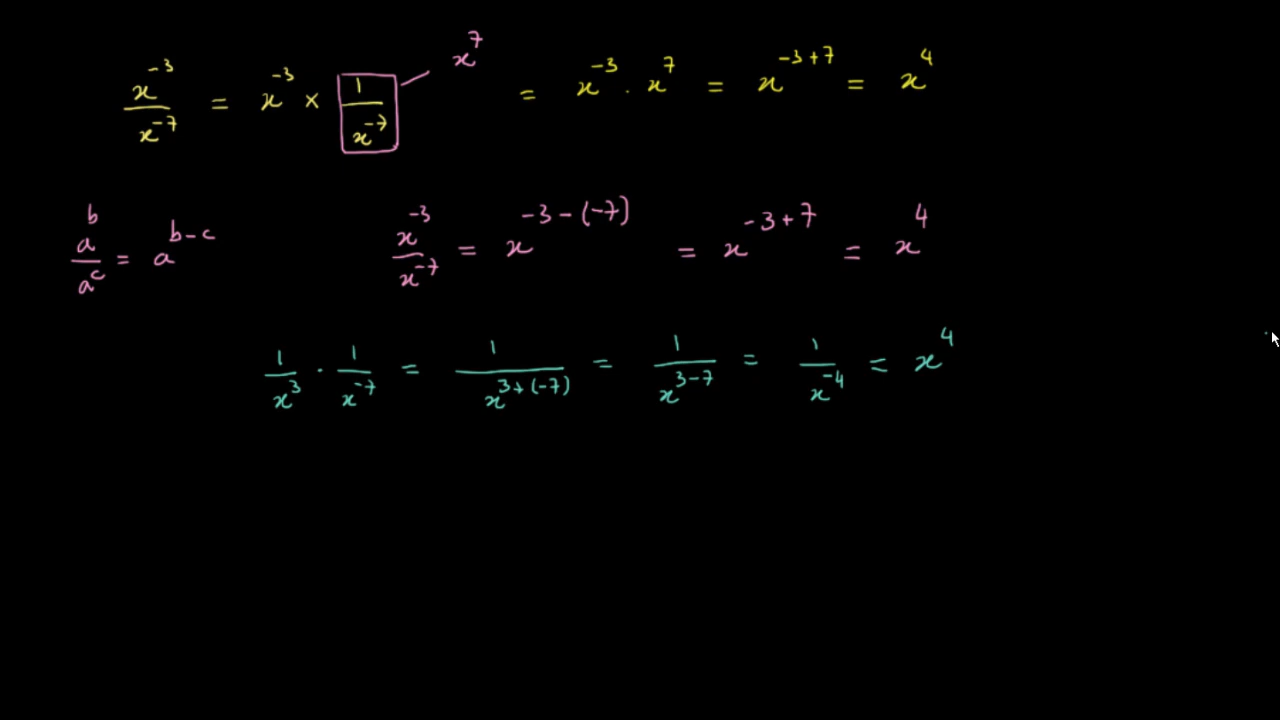 x^{-3}/x^{-7} = x^{-3} × 1/x^{-7} — x^7 = x^{-3} · x^7 = x^{-3+7} = x^4
a^b/a^c = a^{b-c} x^{-3}/x^{-7} = x^{-3-(-7)} = x^{-3+7} = x^4
1/x^3 · 1/x^{-7} = 1/x^{3+(-7)} = 1/x^{3-7} = 1/x^{-4} = x^4